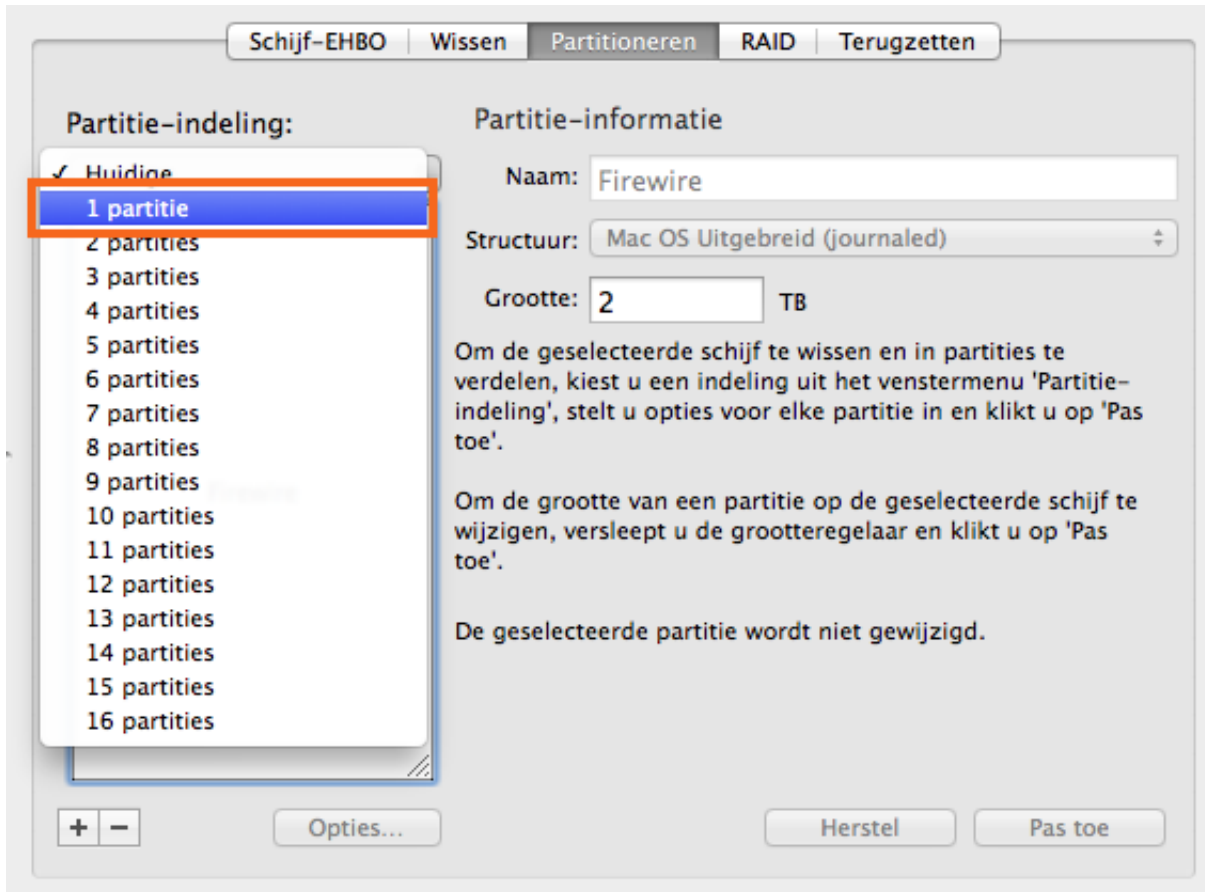 Schijf-EHBO Wissen Partitioneren RAID Terugzetten
Partitie-indeling:
✓ Huidige
1 partitie
2 partities
3 partities
4 partities
5 partities
6 partities
7 partities
8 partities
9 partities
10 partities
11 partities
12 partities
13 partities
14 partities
15 partities
16 partities
+ − Opties...
Partitie-informatie
Naam: Firewire
Structuur: Mac OS Uitgebreid (journaled)
Grootte: 2 TB
Om de geselecteerde schijf te wissen en in partities te
verdelen, kiest u een indeling uit het venstermenu 'Partitie-
indeling', stelt u opties voor elke partitie in en klikt u op 'Pas
toe'.
Om de grootte van een partitie op de geselecteerde schijf te
wijzigen, versleept u de grootteregelaar en klikt u op 'Pas
toe'.
De geselecteerde partitie wordt niet gewijzigd.
Herstel Pas toe